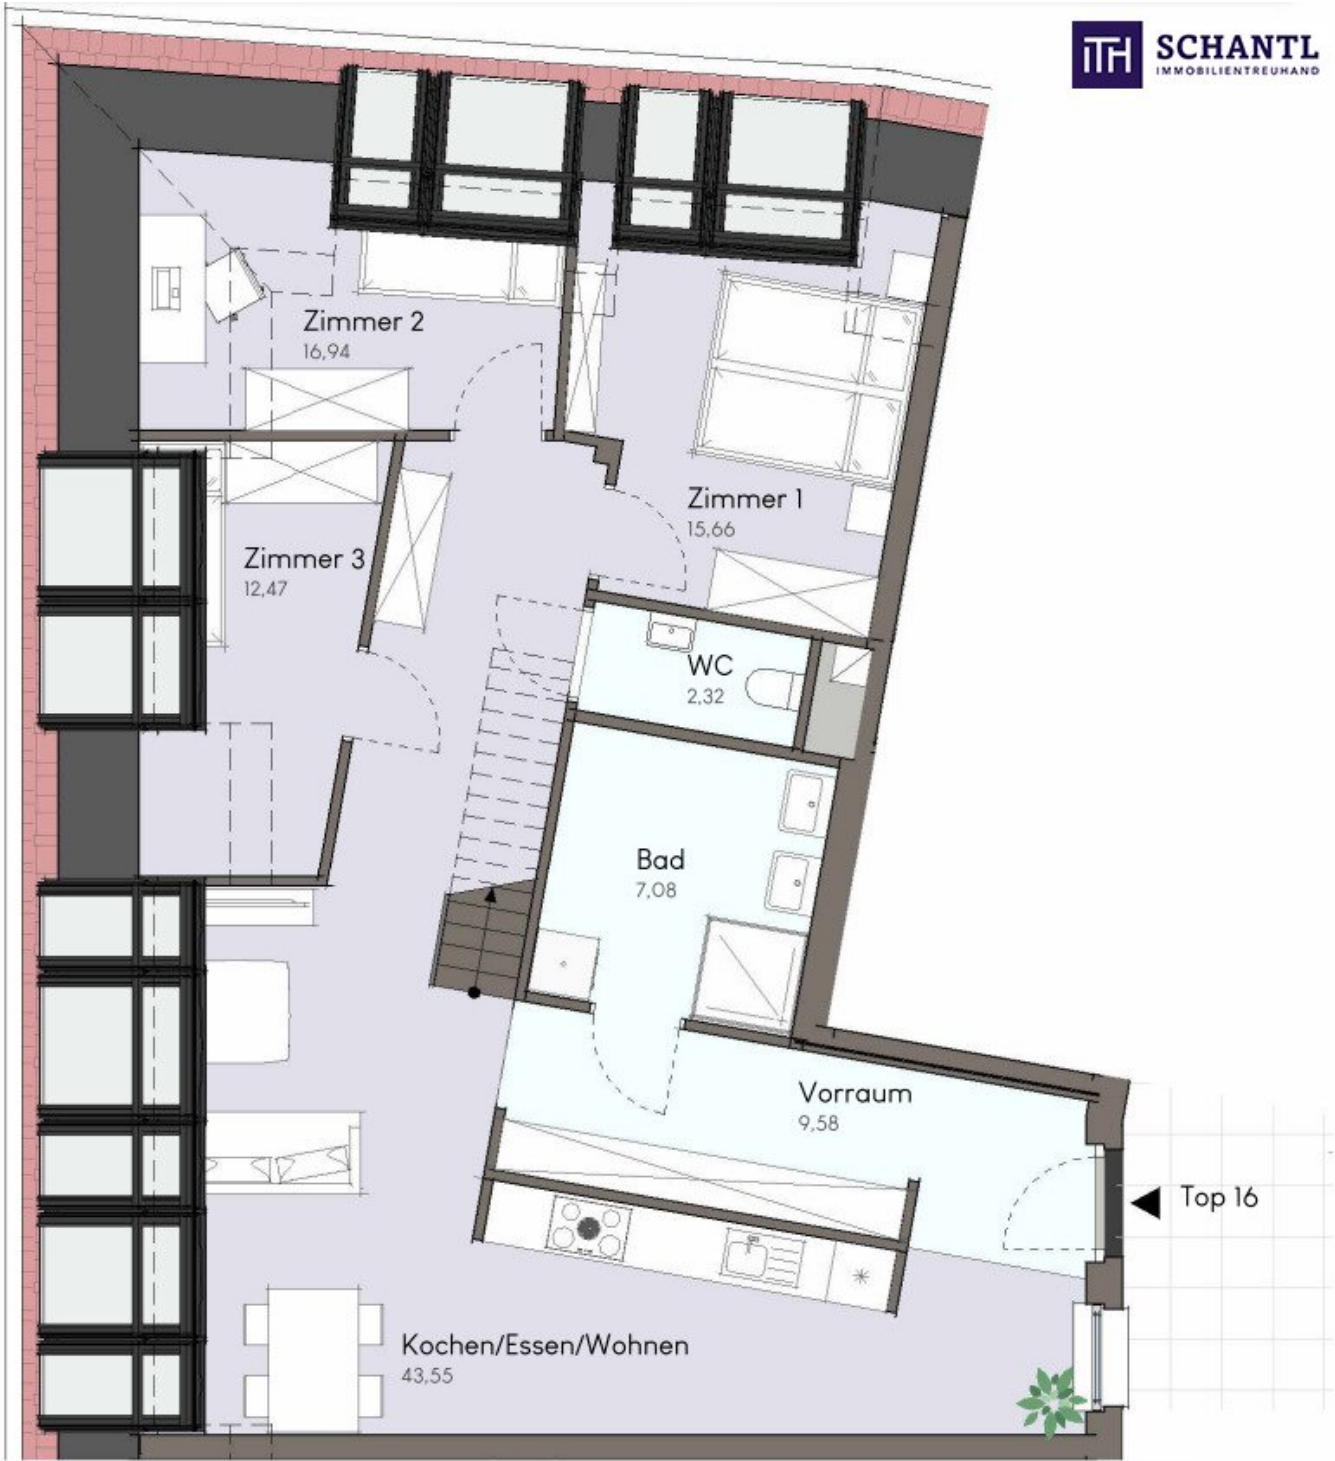 ITH SCHANTL
IMMOBILIENTREUHAND
Zimmer 2
16,94
Zimmer 1
15,66
Zimmer 3
12,47
WC
2,32
Bad
7,08
Vorraum
9,58
Top 16
Kochen/Essen/Wohnen
43,55